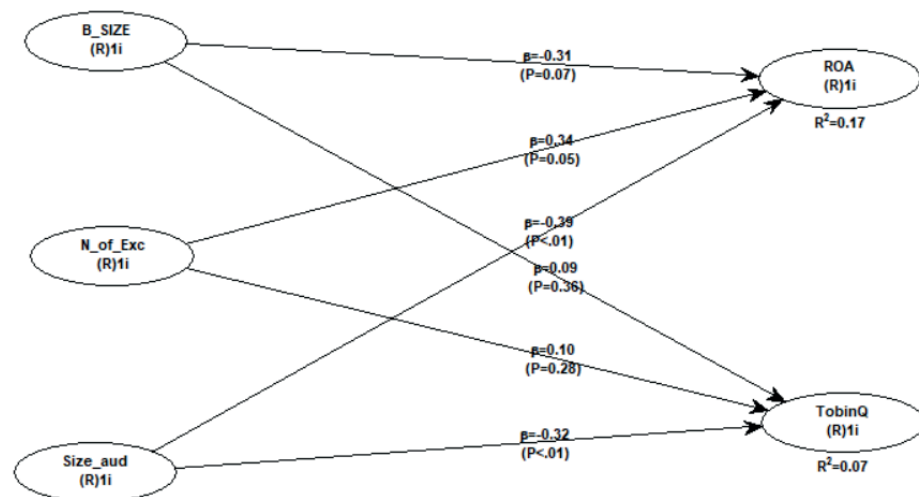 B_SIZE
(R)1i
β=-0.31
(P=0.07)
ROA
(R)1i
R²=0.17
β=0.34
(P=0.05)
β=-0.39
(P<.01)
N_of_Exc
(R)1i
β=0.09
(P=0.36)
β=0.10
(P=0.28)
TobinQ
(R)1i
R²=0.07
β=-0.32
(P<.01)
Size_aud
(R)1i